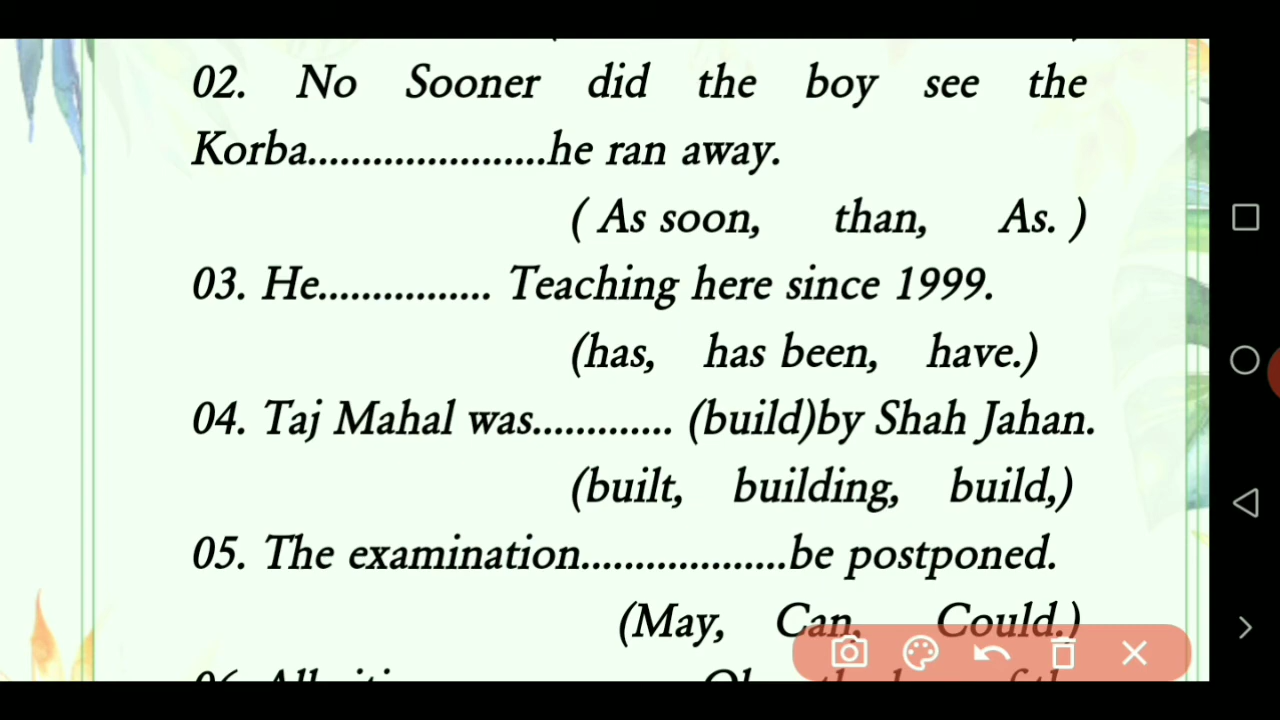 02. No Sooner did the boy see the
Korba......................he ran away.
( As soon, than, As. )
03. He................ Teaching here since 1999.
(has, has been, have.)
04. Taj Mahal was............. (build)by Shah Jahan.
(built, building, build,)
05. The examination...................be postponed.
(May, Can, Could.)